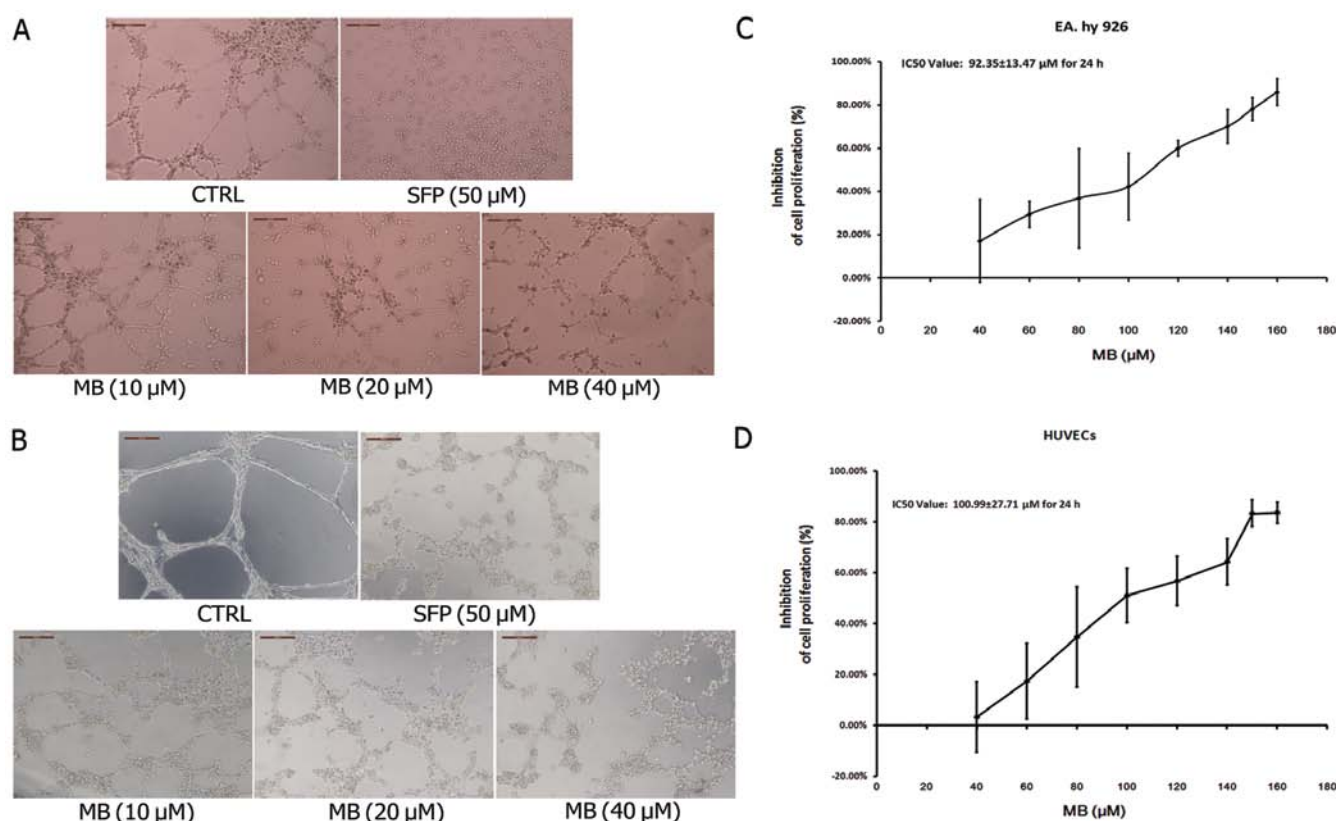 A
CTRL
SFP (50 µM)
MB (10 µM)
MB (20 µM)
MB (40 µM)
B
CTRL
SFP (50 µM)
MB (10 µM)
MB (20 µM)
MB (40 µM)
C
EA. hy 926
IC50 Value: 92.35±13.47 µM for 24 h
Inhibition
of cell proliferation (%)
100.00%
80.00%
60.00%
40.00%
20.00%
0.00%
-20.00%
0 20 40 60 80 100 120 140 160 180
MB (µM)
D
HUVECs
IC50 Value: 100.99±27.71 µM for 24 h
Inhibition
of cell proliferation (%)
100.00%
80.00%
60.00%
40.00%
20.00%
0.00%
-20.00%
0 20 40 60 80 100 120 140 160 180
MB (µM)